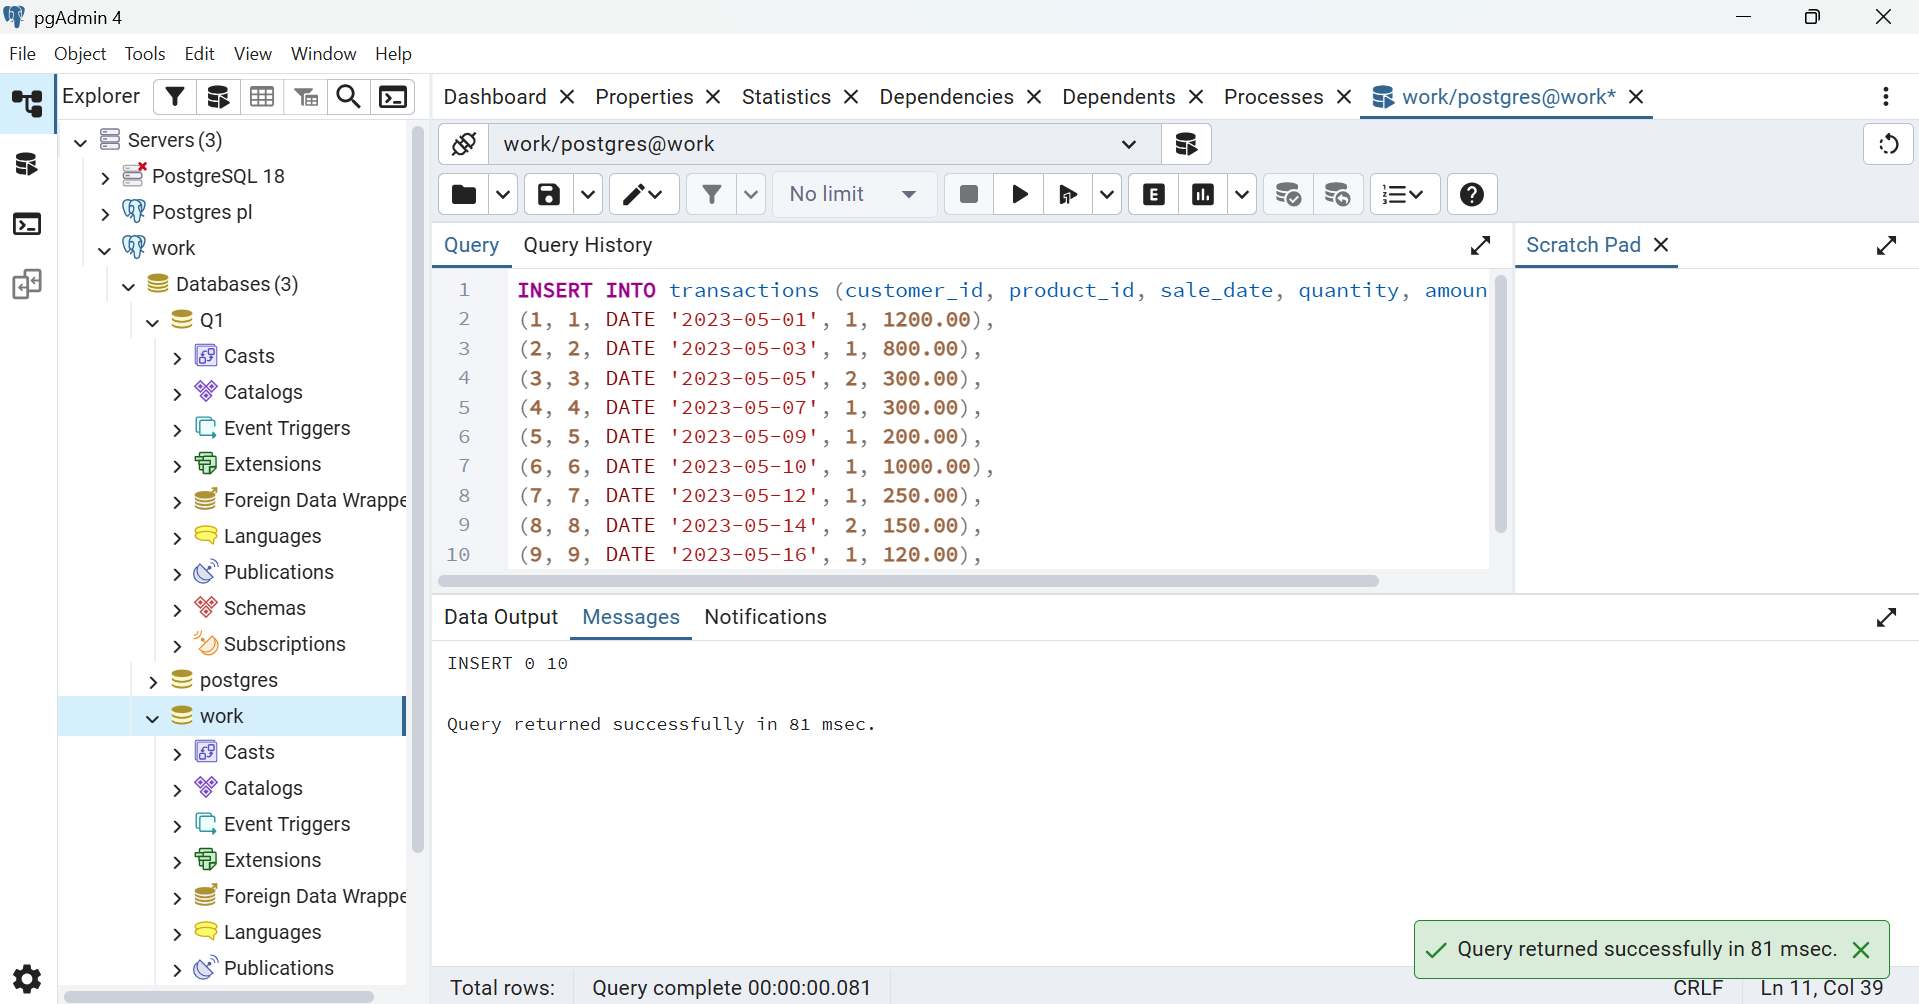 pgAdmin 4
File Object Tools Edit View Window Help
Explorer
Dashboard Properties Statistics Dependencies Dependents Processes work/postgres@work*
Servers (3)
PostgreSQL 18
Postgres pl
work
Databases (3)
Q1
Casts
Catalogs
Event Triggers
Extensions
Foreign Data Wrappe
Languages
Publications
Schemas
Subscriptions
postgres
work
Casts
Catalogs
Event Triggers
Extensions
Foreign Data Wrappe
Languages
Publications
work/postgres@work
No limit
E
Query Query History
Scratch Pad
1 INSERT INTO transactions (customer_id, product_id, sale_date, quantity, amoun
2 (1, 1, DATE '2023-05-01', 1, 1200.00),
3 (2, 2, DATE '2023-05-03', 1, 800.00),
4 (3, 3, DATE '2023-05-05', 2, 300.00),
5 (4, 4, DATE '2023-05-07', 1, 300.00),
6 (5, 5, DATE '2023-05-09', 1, 200.00),
7 (6, 6, DATE '2023-05-10', 1, 1000.00),
8 (7, 7, DATE '2023-05-12', 1, 250.00),
9 (8, 8, DATE '2023-05-14', 2, 150.00),
10 (9, 9, DATE '2023-05-16', 1, 120.00),
Data Output Messages Notifications
INSERT 0 10
Query returned successfully in 81 msec.
Query returned successfully in 81 msec.
Total rows: Query complete 00:00:00.081 CRLF Ln 11, Col 39